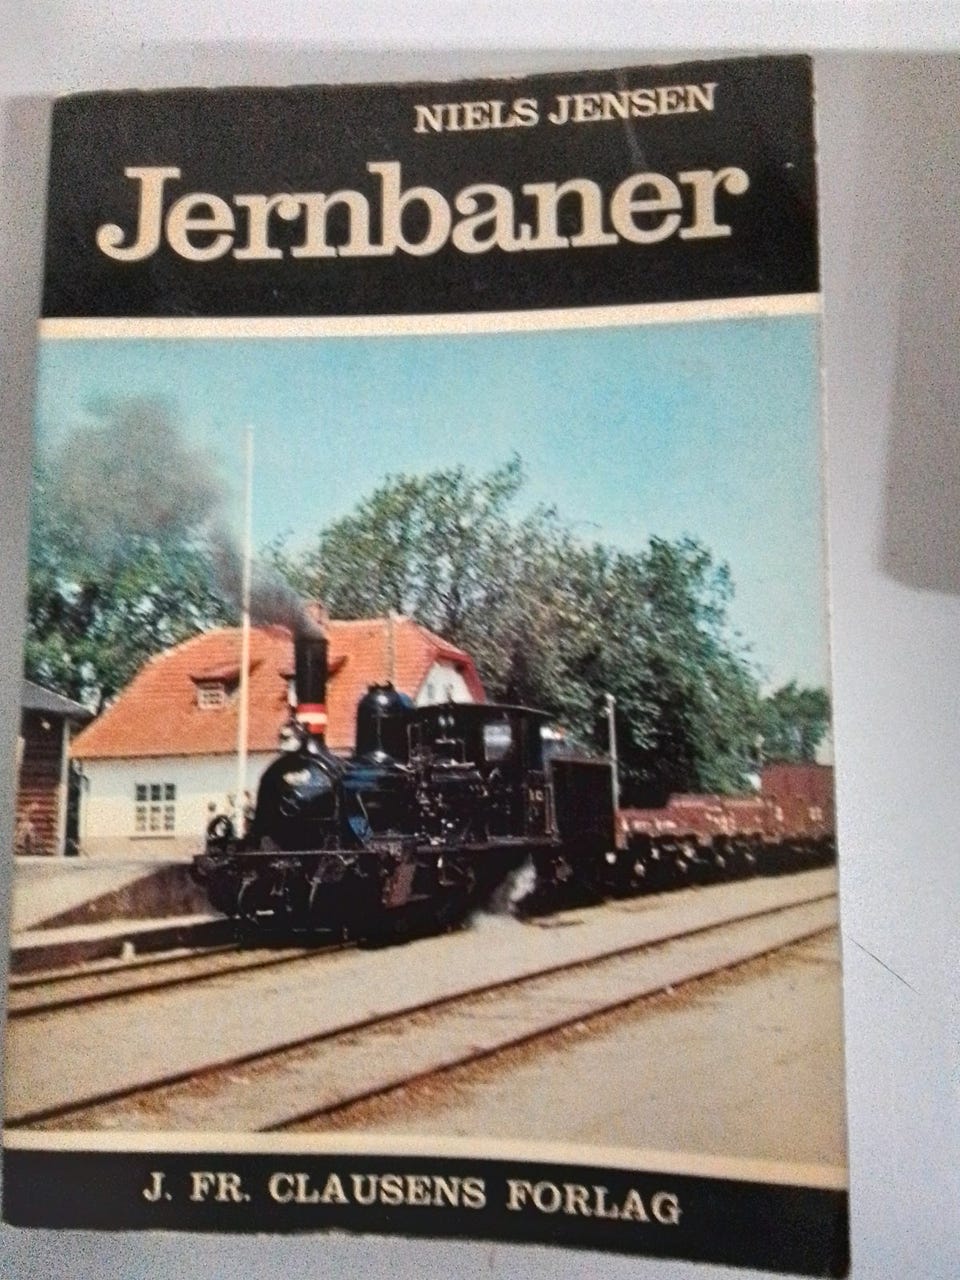 NIELS JENSEN
Jernbaner
J. FR. CLAUSENS FORLAG